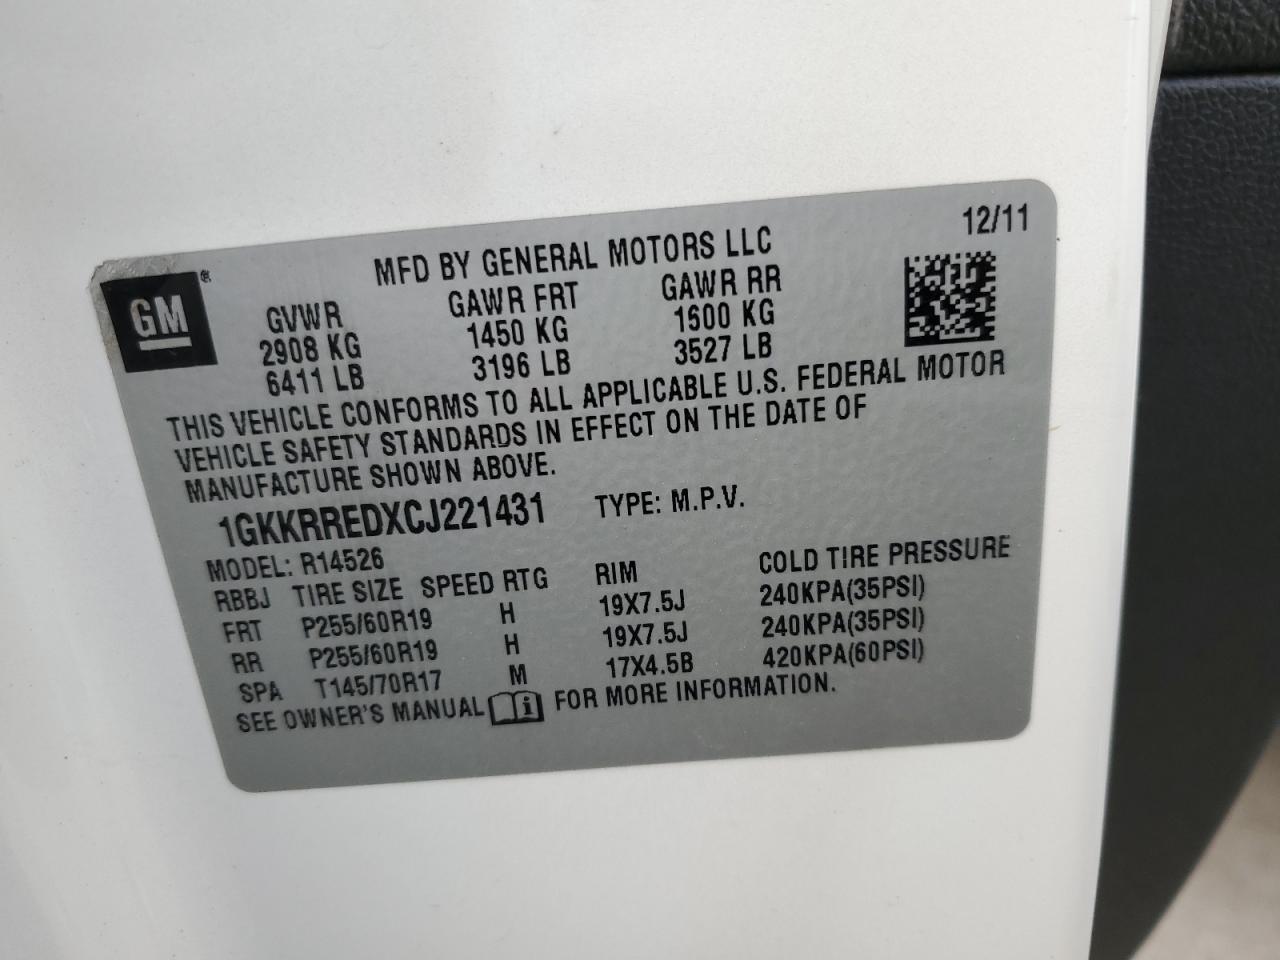 12/11
MFD BY GENERAL MOTORS LLC
GM®
GVWR GAWR FRT GAWR RR
2908 KG 1450 KG 1600 KG
6411 LB 3196 LB 3527 LB
THIS VEHICLE CONFORMS TO ALL APPLICABLE U.S. FEDERAL MOTOR
VEHICLE SAFETY STANDARDS IN EFFECT ON THE DATE OF
MANUFACTURE SHOWN ABOVE.
1GKKRREDXCJ221431 TYPE: M.P.V.
MODEL: R14526
RBBJ TIRE SIZE SPEED RTG RIM COLD TIRE PRESSURE
FRT P255/60R19 H 19X7.5J 240KPA(35PSI)
RR P255/60R19 H 19X7.5J 240KPA(35PSI)
SPA T145/70R17 M 17X4.5B 420KPA(60PSI)
SEE OWNER'S MANUAL i FOR MORE INFORMATION.